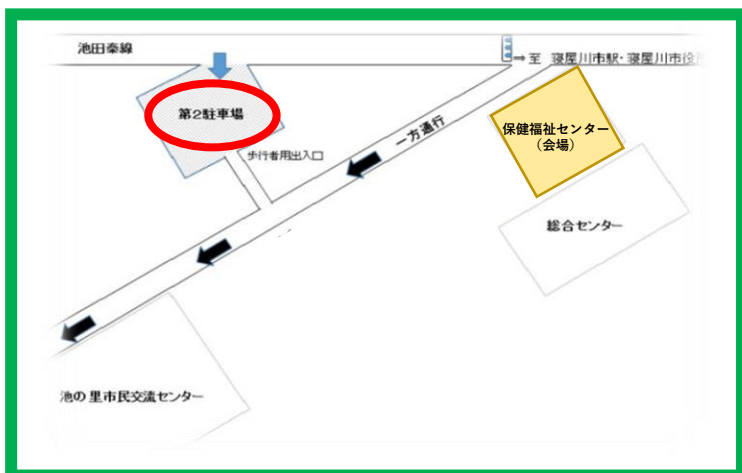 池田秦線
→至 寝屋川市駅・寝屋川市役
第2駐車場
一方通行
保健福祉センター
（会場）
歩行者用出入口
総合センター
池の里市民交流センター